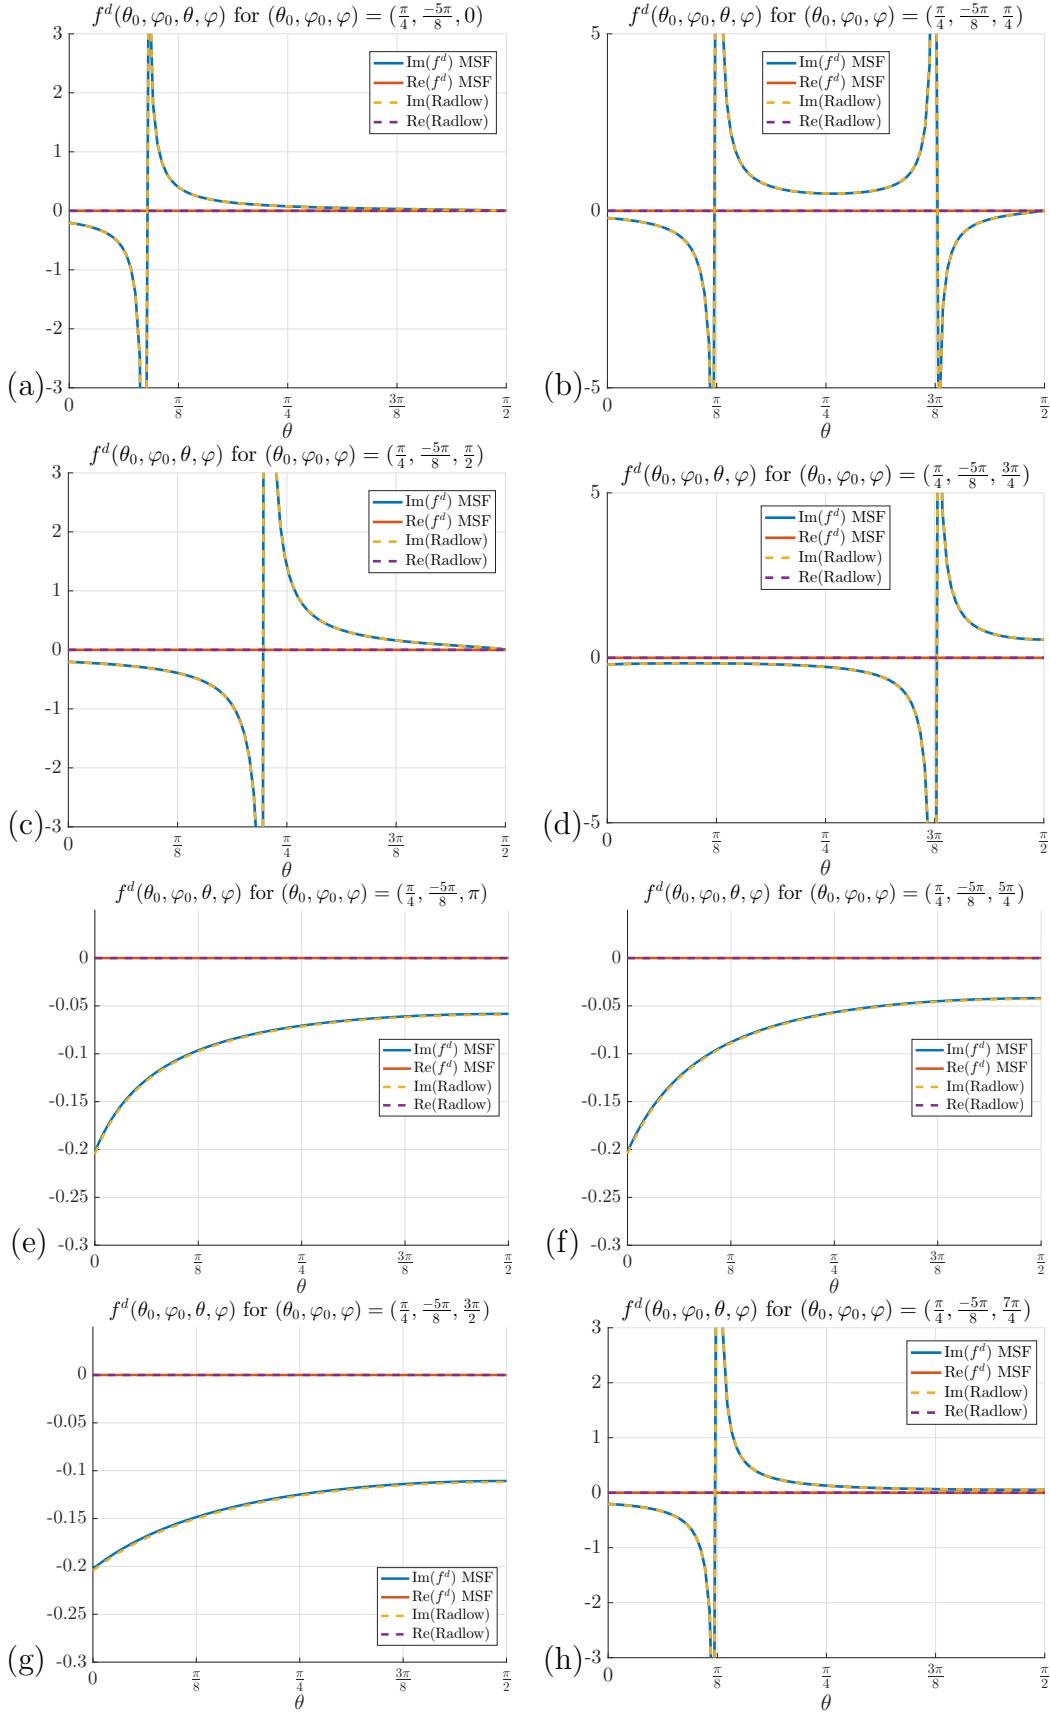 f^d(θ_0, φ_0, θ, φ) for (θ_0, φ_0, φ) = (π/4, -5π/8, 0)
3
2
1
0
-1
-2
-3
Im(f^d) MSF
Re(f^d) MSF
Im(Radlow)
Re(Radlow)
(a)
0 π/8 π/4 3π/8 π/2
θ
f^d(θ_0, φ_0, θ, φ) for (θ_0, φ_0, φ) = (π/4, -5π/8, π/4)
5
0
-5
Im(f^d) MSF
Re(f^d) MSF
Im(Radlow)
Re(Radlow)
(b)
0 π/8 π/4 3π/8 π/2
θ
f^d(θ_0, φ_0, θ, φ) for (θ_0, φ_0, φ) = (π/4, -5π/8, π/2)
3
2
1
0
-1
-2
-3
Im(f^d) MSF
Re(f^d) MSF
Im(Radlow)
Re(Radlow)
(c)
0 π/8 π/4 3π/8 π/2
θ
f^d(θ_0, φ_0, θ, φ) for (θ_0, φ_0, φ) = (π/4, -5π/8, 3π/4)
5
0
-5
Im(f^d) MSF
Re(f^d) MSF
Im(Radlow)
Re(Radlow)
(d)
0 π/8 π/4 3π/8 π/2
θ
f^d(θ_0, φ_0, θ, φ) for (θ_0, φ_0, φ) = (π/4, -5π/8, π)
0
-0.05
-0.1
-0.15
-0.2
-0.25
-0.3
Im(f^d) MSF
Re(f^d) MSF
Im(Radlow)
Re(Radlow)
(e)
0 π/8 π/4 3π/8 π/2
θ
f^d(θ_0, φ_0, θ, φ) for (θ_0, φ_0, φ) = (π/4, -5π/8, 5π/4)
0
-0.05
-0.1
-0.15
-0.2
-0.25
-0.3
Im(f^d) MSF
Re(f^d) MSF
Im(Radlow)
Re(Radlow)
(f)
0 π/8 π/4 3π/8 π/2
θ
f^d(θ_0, φ_0, θ, φ) for (θ_0, φ_0, φ) = (π/4, -5π/8, 3π/2)
0
-0.05
-0.1
-0.15
-0.2
-0.25
-0.3
Im(f^d) MSF
Re(f^d) MSF
Im(Radlow)
Re(Radlow)
(g)
0 π/8 π/4 3π/8 π/2
θ
f^d(θ_0, φ_0, θ, φ) for (θ_0, φ_0, φ) = (π/4, -5π/8, 7π/4)
3
2
1
0
-1
-2
-3
Im(f^d) MSF
Re(f^d) MSF
Im(Radlow)
Re(Radlow)
(h)
0 π/8 π/4 3π/8 π/2
θ